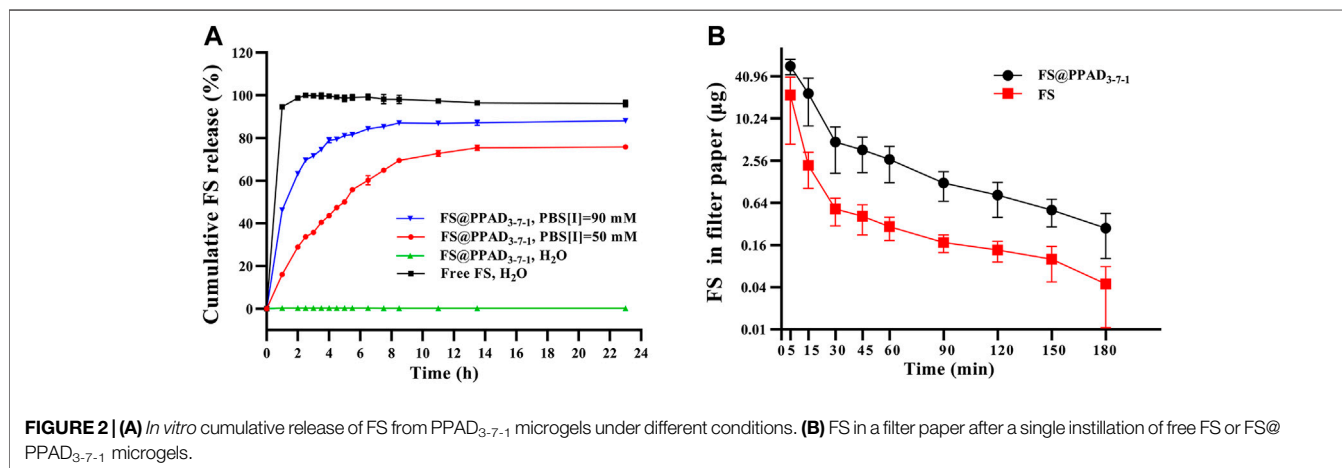 A
Cumulative FS release (%)
120
100
80
60
40
20
0
FS@PPAD3-7-1, PBS[I]=90 mM
FS@PPAD3-7-1, PBS[I]=50 mM
FS@PPAD3-7-1, H2O
Free FS, H2O
0 2 4 6 8 10 12 14 16 18 20 22 24
Time (h)
B
FS in filter paper (μg)
40.96
10.24
2.56
0.64
0.16
0.04
0.01
FS@PPAD3-7-1
FS
0 5 15 30 45 60 90 120 150 180
Time (min)
FIGURE 2 | (A) In vitro cumulative release of FS from PPAD3-7-1 microgels under different conditions. (B) FS in a filter paper after a single instillation of free FS or FS@
PPAD3-7-1 microgels.